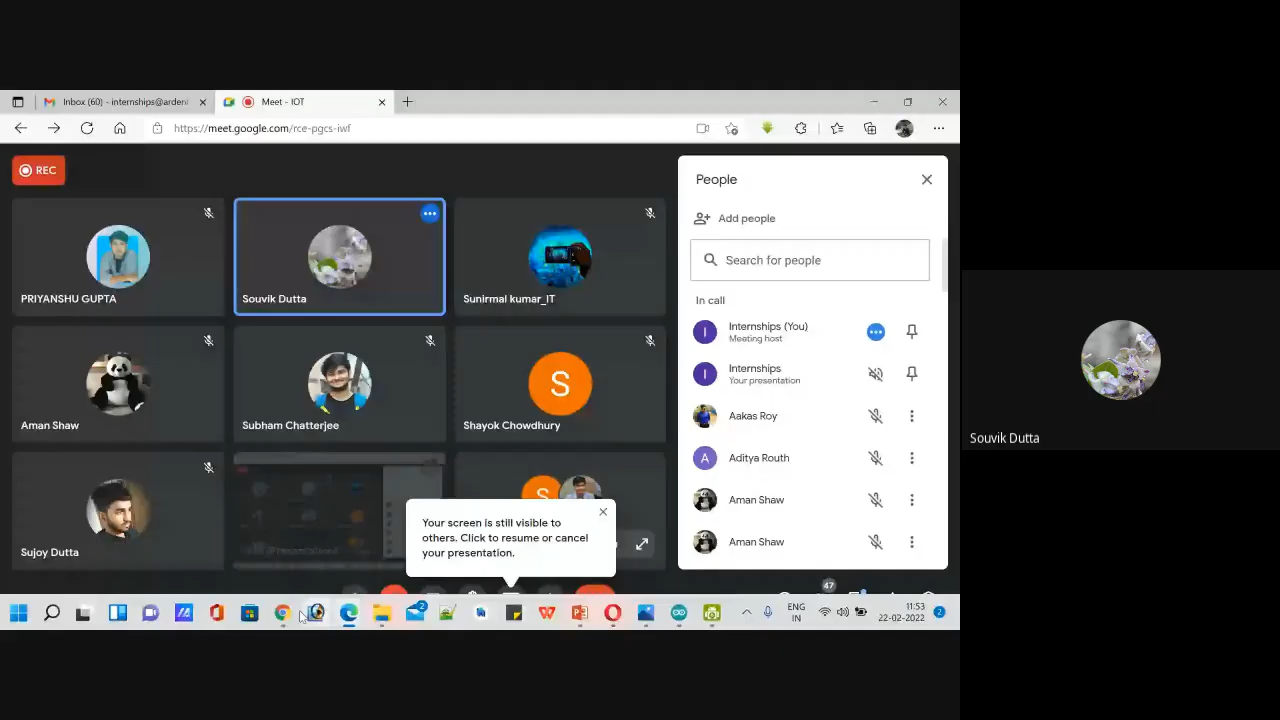 Inbox (60) - internships@ardent
Meet - IOT
https://meet.google.com/rce-pgcs-iwf
REC
PRIYANSHU GUPTA
Souvik Dutta
Sunirmal kumar_IT
Aman Shaw
Subham Chatterjee
S
Shayok Chowdhury
Sujoy Dutta
S
Your screen is still visible to
others. Click to resume or cancel
your presentation.
People
Add people
Search for people
In call
I
Internships (You)
Meeting host
I
Internships
Your presentation
Aakas Roy
A
Aditya Routh
Aman Shaw
Aman Shaw
47
2
ENG
IN
11:53
22-02-2022
2
Souvik Dutta